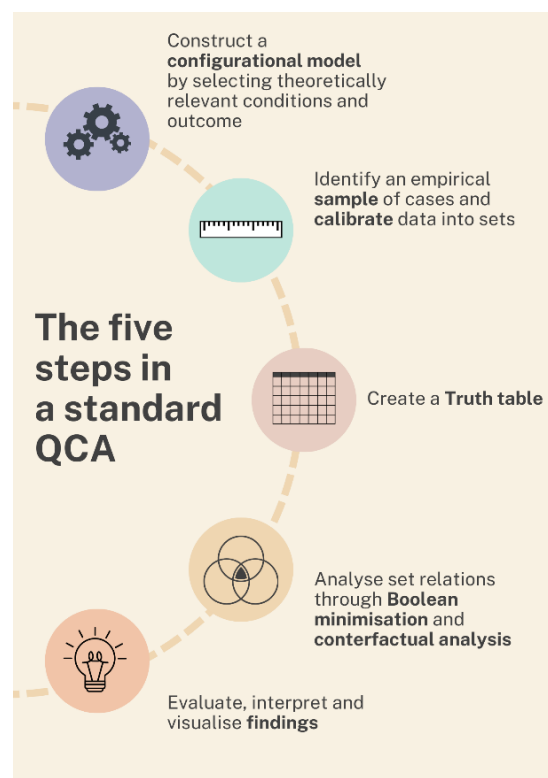 Construct a
configurational model
by selecting theoretically
relevant conditions and
outcome
Identify an empirical
sample of cases and
calibrate data into sets
The five
steps in
a standard
QCA
Create a Truth table
Analyse set relations
through Boolean
minimisation and
conterfactual analysis
Evaluate, interpret and
visualise findings